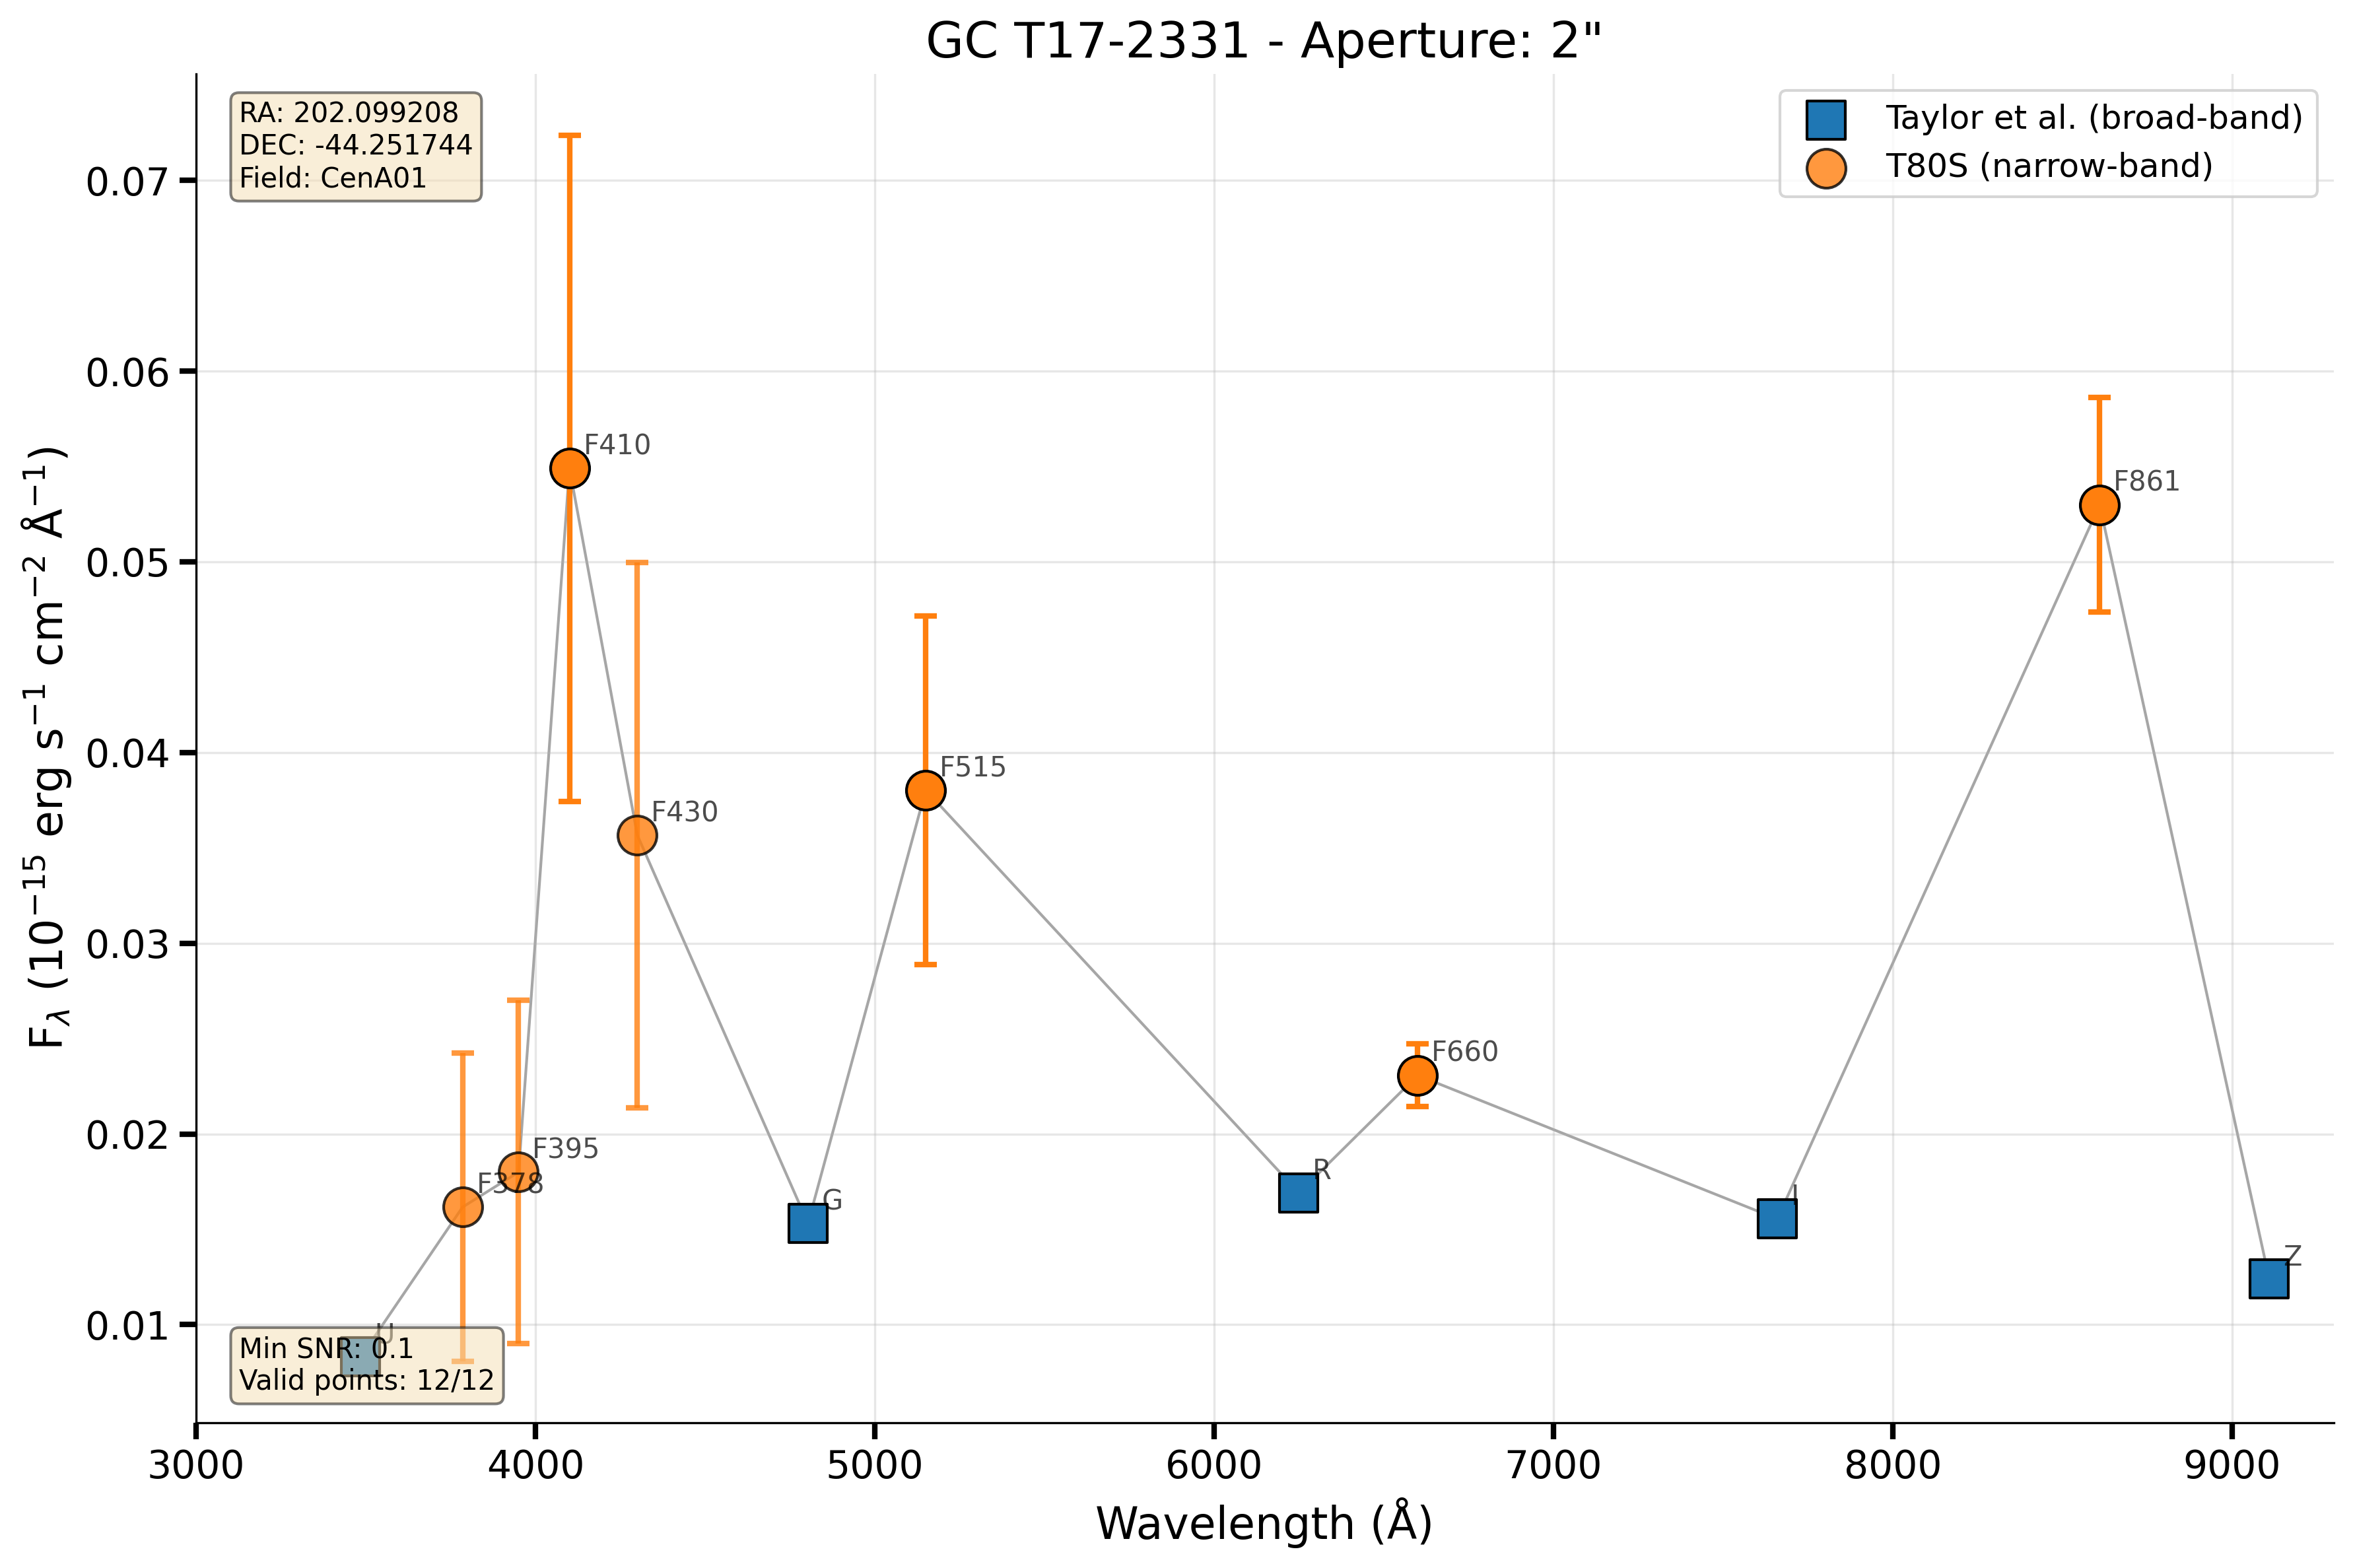 GC T17-2331 - Aperture: 2"
RA: 202.099208
DEC: -44.251744
Field: CenA01
Taylor et al. (broad-band)
T80S (narrow-band)
F410
F861
F430
F515
F660
F395
F378
G
R
I
Z
U
Min SNR: 0.1
Valid points: 12/12
0.07
0.06
0.05
0.04
0.03
0.02
0.01
F_λ (10⁻¹⁵ erg s⁻¹ cm⁻² Å⁻¹)
3000 4000 5000 6000 7000 8000 9000
Wavelength (Å)